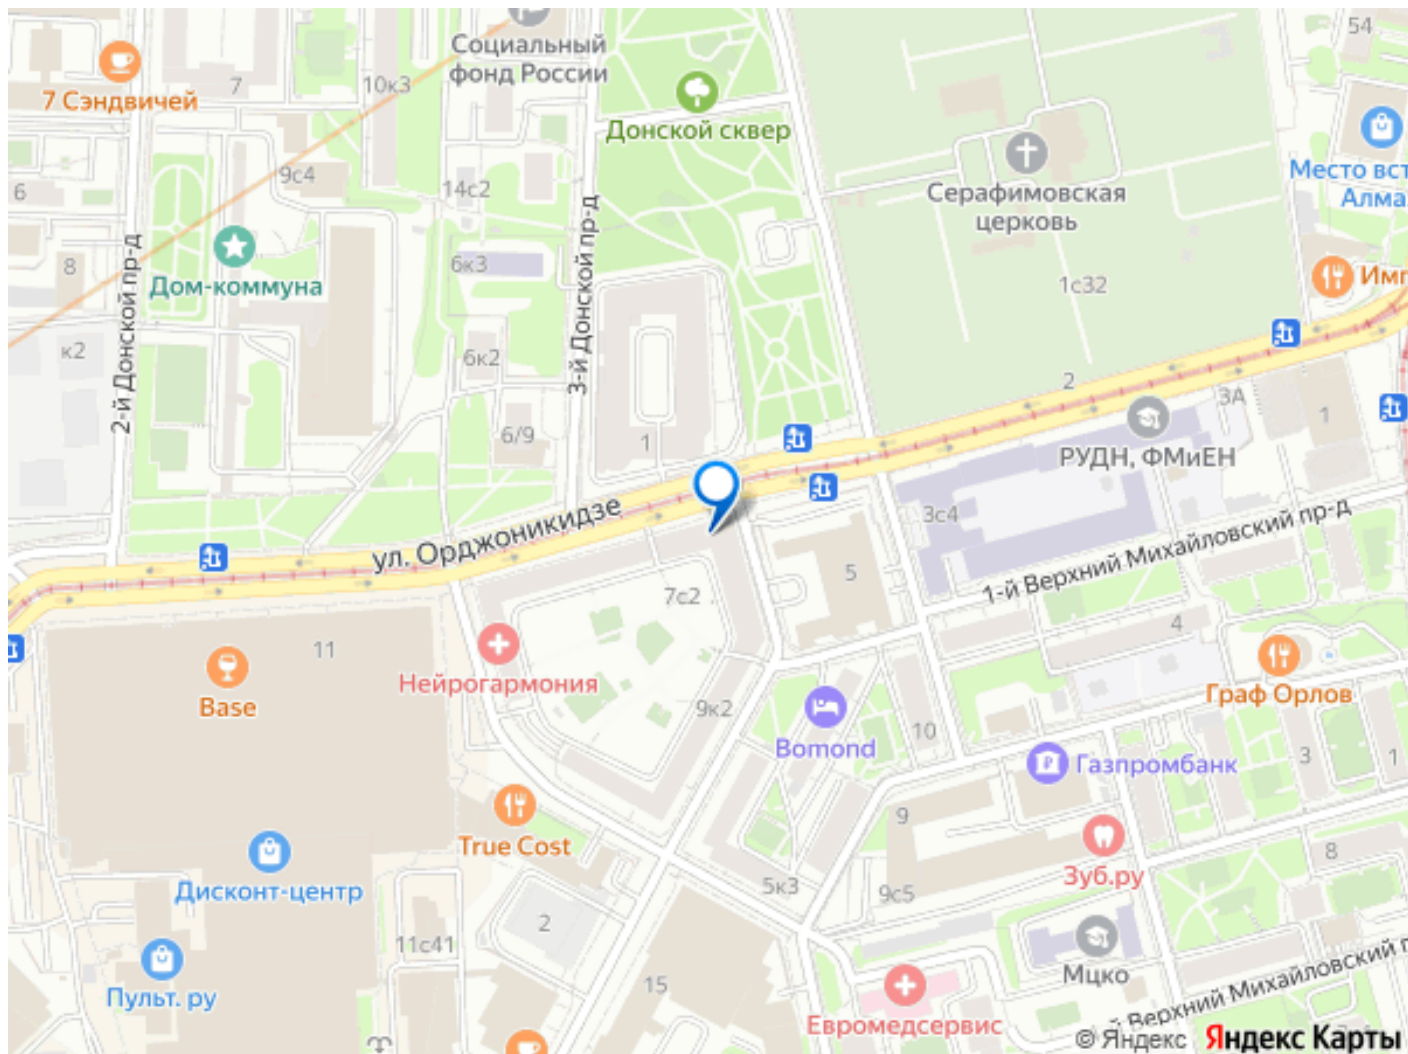 54
Социальный
фонд России
7
10к3
7 Сэндвичей
Донской сквер
Место вст
Алма
9с4
14с2
6
Серафимовская
церковь
2-й Донской пр-д
3-й Донской пр-д
8
6к3
Дом-коммуна
1с32
Имг
к2
6к2
2
3А
1
6/9
1
РУДН, ФМиЕН
ул. Орджоникидзе
3с4
1-й Верхний Михайловский пр-д
5
7с2
4
11
Нейрогармония
Base
9к2
Граф Орлов
Bomond
10
3
1
Газпромбанк
9
True Cost
8
Дисконт-центр
5к3
9с5
Зуб.ру
2
11с41
Мцко
15
Пульт. ру
Евромедсервис
й Верхний Михайловский п
© Яндекс Яндекс Карты